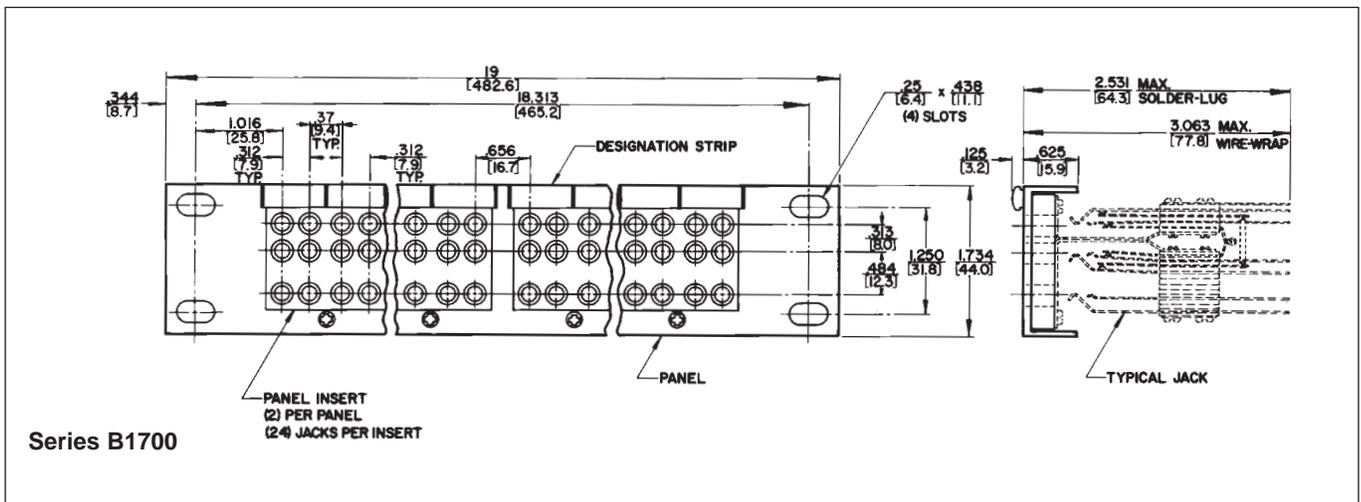 19
[482.6]
.344
[8.7]
18.313
[465.2]
.25 x .438
[6.4] [11.1]
(4) SLOTS
2.531 MAX.
[64.3] SOLDER-LUG
1.016
[25.8]
.37
[9.4]
TYP.
3.063 MAX.
[77.8] WIRE-WRAP
.312
[7.9]
TYP.
.312
[7.9]
TYP.
.656
[16.7]
DESIGNATION STRIP
.125
[3.2]
.625
[15.9]
.313
[8.0]
1.250
[31.8]
1.734
[44.0]
.484
[12.3]
PANEL
TYPICAL JACK
PANEL INSERT
(2) PER PANEL
(24) JACKS PER INSERT
Series B1700